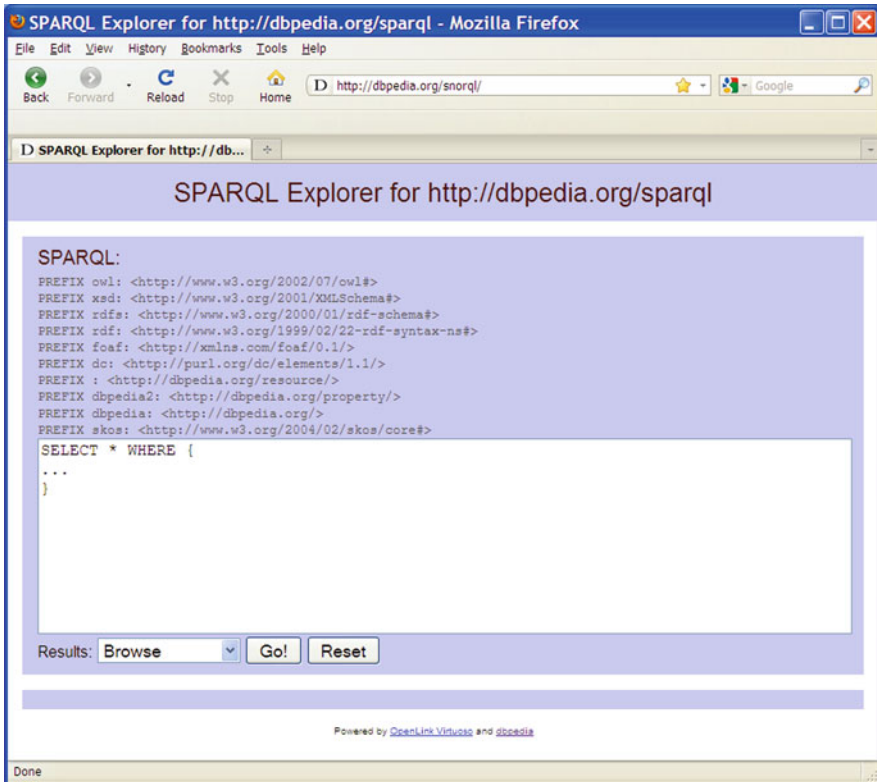 SPARQL Explorer for http://dbpedia.org/sparql - Mozilla Firefox
File Edit View History Bookmarks Tools Help
Back Forward Reload Stop Home D http://dbpedia.org/snorql/ Google
D SPARQL Explorer for http://db...
SPARQL Explorer for http://dbpedia.org/sparql
SPARQL:
PREFIX owl: <http://www.w3.org/2002/07/owl#>
PREFIX xsd: <http://www.w3.org/2001/XMLSchema#>
PREFIX rdfs: <http://www.w3.org/2000/01/rdf-schema#>
PREFIX rdf: <http://www.w3.org/1999/02/22-rdf-syntax-ns#>
PREFIX foaf: <http://xmlns.com/foaf/0.1/>
PREFIX dc: <http://purl.org/dc/elements/1.1/>
PREFIX : <http://dbpedia.org/resource/>
PREFIX dbpedia2: <http://dbpedia.org/property/>
PREFIX dbpedia: <http://dbpedia.org/>
PREFIX skos: <http://www.w3.org/2004/02/skos/core#>
SELECT * WHERE {
...
}
Results: Browse Go! Reset
Powered by OpenLink Virtuoso and dbpedia
Done